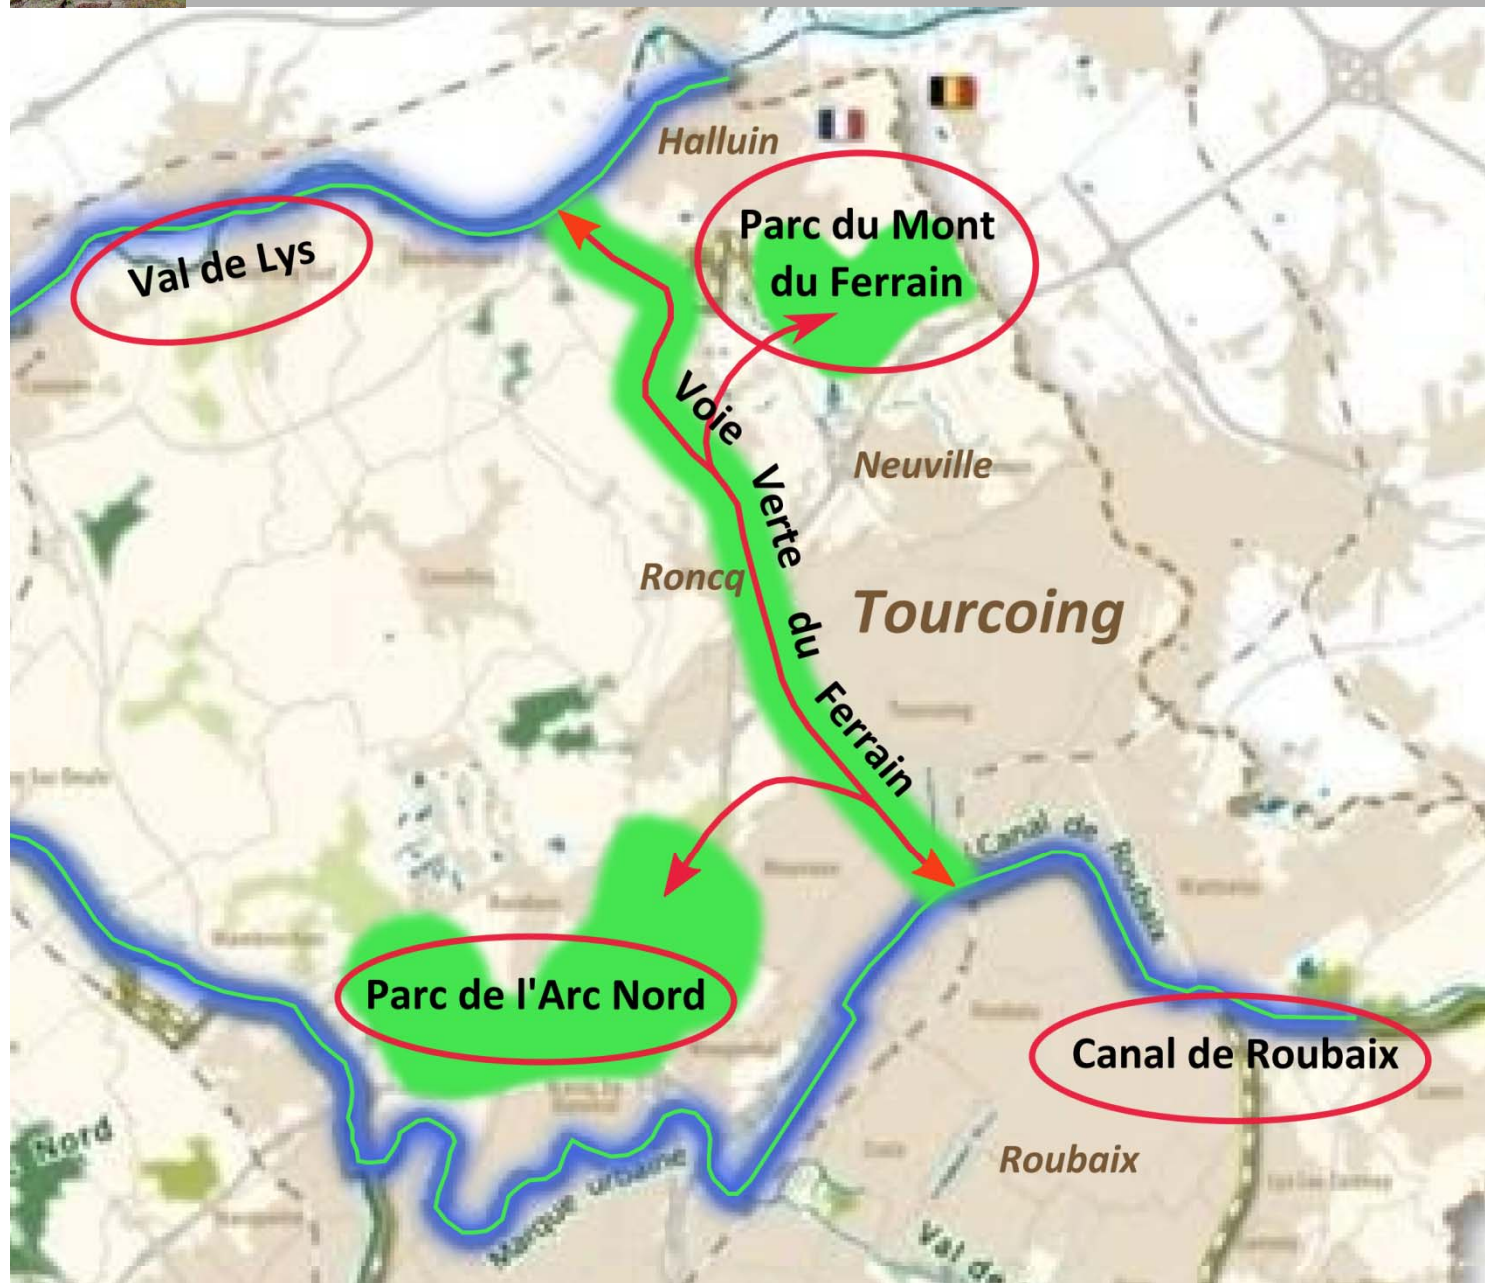 Halluin
Parc du Mont
du Ferrain
Val de Lys
Voie Verte du Ferrain
Neuville
Roncq
Tourcoing
Canal de Roubaix
Parc de l'Arc Nord
Canal de Roubaix
Nord
Marque urbaine
Roubaix
Val de